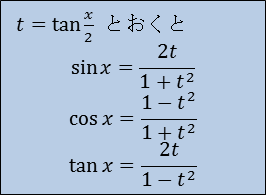 t = tan x/2 とおくと
sin x = 2t/(1 + t²)
cos x = (1 − t²)/(1 + t²)
tan x = 2t/(1 − t²)